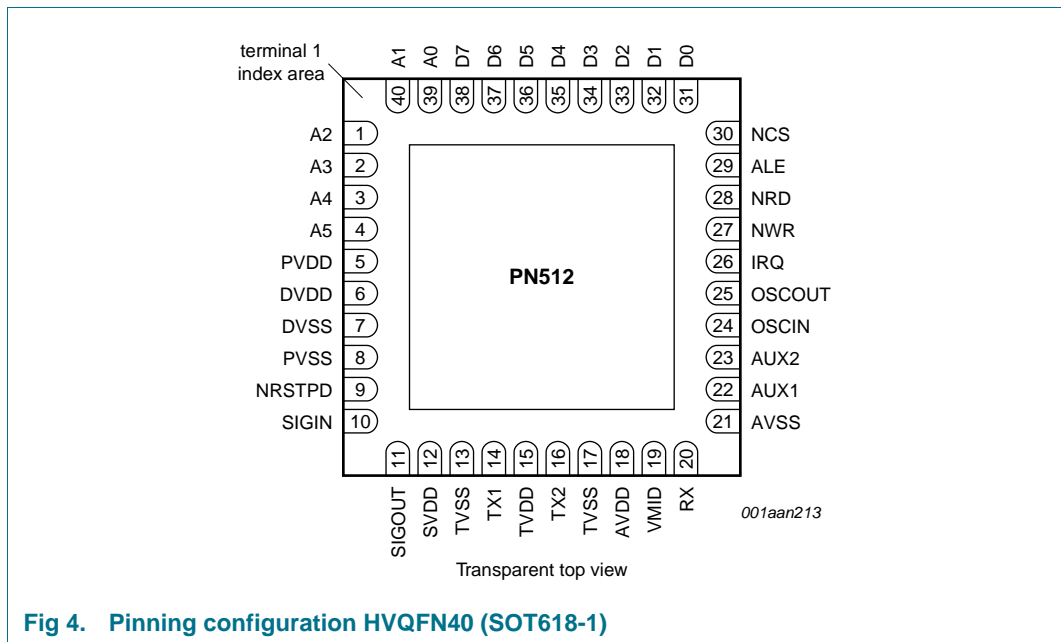 terminal 1
index area
A1
A0
D7
D6
D5
D4
D3
D2
D1
D0
40
39
38
37
36
35
34
33
32
31
A2 1
A3 2
A4 3
A5 4
PVDD 5
DVDD 6
DVSS 7
PVSS 8
NRSTPD 9
SIGIN 10
PN512
30 NCS
29 ALE
28 NRD
27 NWR
26 IRQ
25 OSCOUT
24 OSCIN
23 AUX2
22 AUX1
21 AVSS
11
12
13
14
15
16
17
18
19
20
SIGOUT
SVDD
TVSS
TX1
TVDD
TX2
TVSS
AVDD
VMID
RX
001aan213
Transparent top view
Fig 4. Pinning configuration HVQFN40 (SOT618-1)